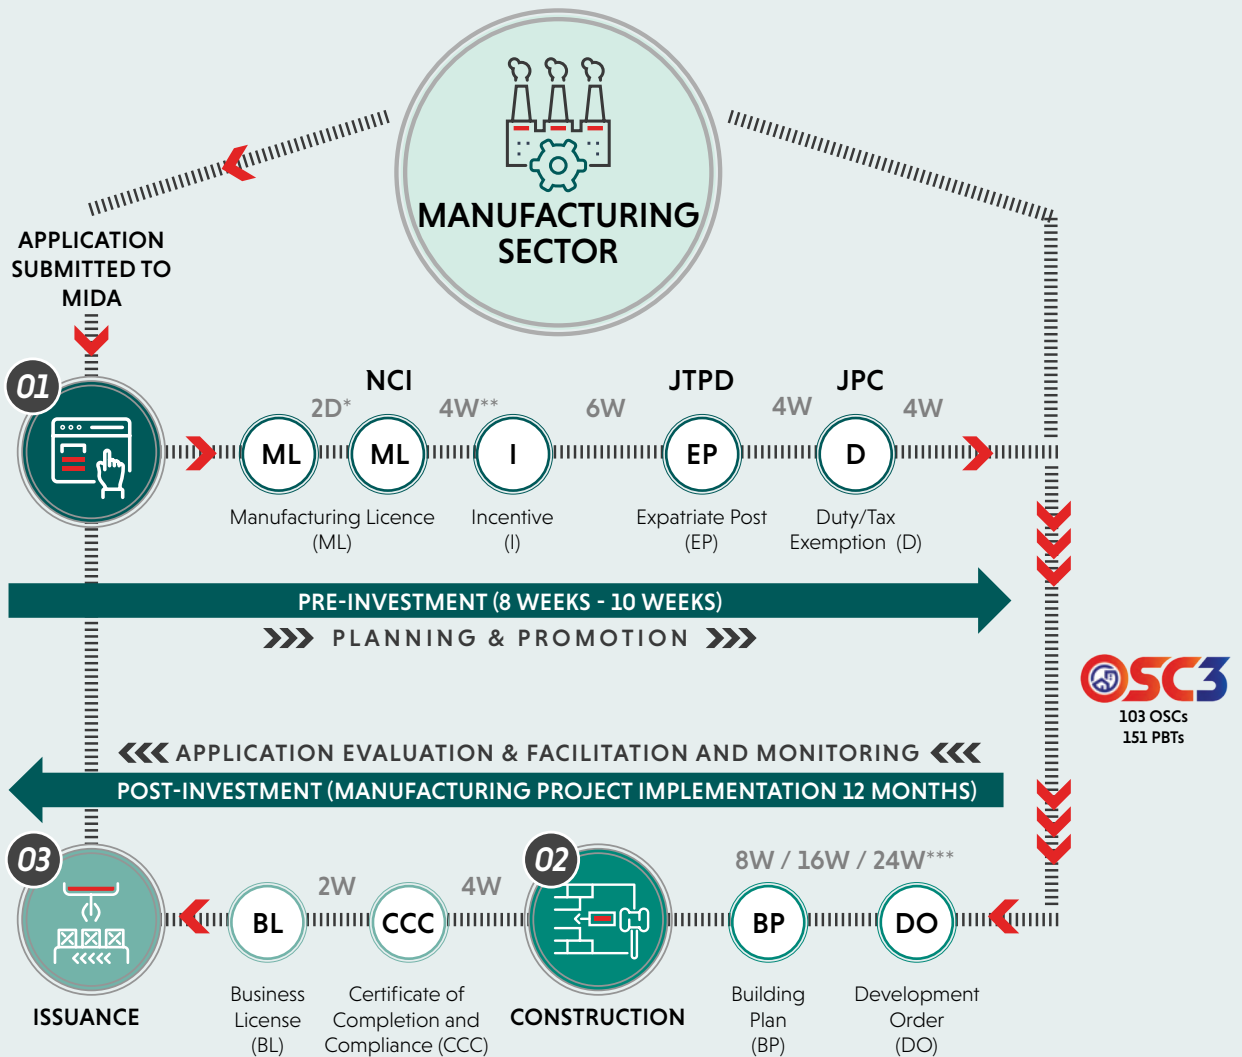 MANUFACTURING
SECTOR
APPLICATION
SUBMITTED TO
MIDA
01
NCI
JTPD
JPC
2D*
4W**
6W
4W
4W
ML
ML
I
EP
D
Manufacturing Licence
(ML)
Incentive
(I)
Expatriate Post
(EP)
Duty/Tax
Exemption (D)
PRE-INVESTMENT (8 WEEKS - 10 WEEKS)
PLANNING & PROMOTION
OSC3
103 OSCs
151 PBTs
APPLICATION EVALUATION & FACILITATION AND MONITORING
POST-INVESTMENT (MANUFACTURING PROJECT IMPLEMENTATION 12 MONTHS)
03
2W
4W
02
8W / 16W / 24W***
BL
CCC
BP
DO
ISSUANCE
Business
License
(BL)
Certificate of
Completion and
Compliance (CCC)
CONSTRUCTION
Building
Plan
(BP)
Development
Order
(DO)